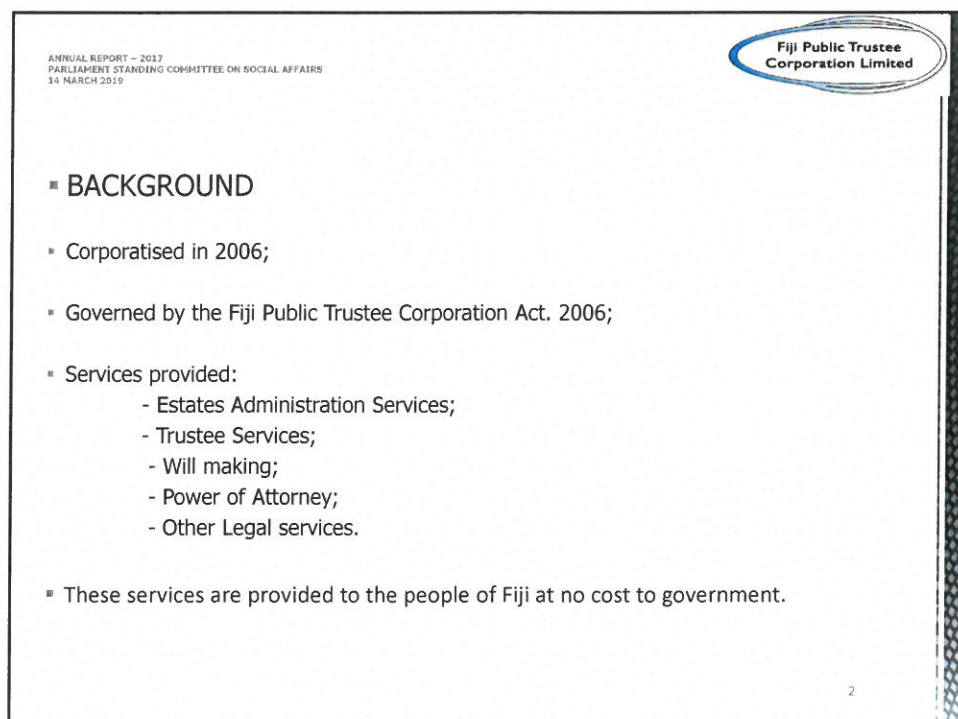 ANNUAL REPORT – 2017
PARLIAMENT STANDING COMMITTEE ON SOCIAL AFFAIRS
14 MARCH 2019
Fiji Public Trustee
Corporation Limited
▪ BACKGROUND
▪ Corporatised in 2006;
▪ Governed by the Fiji Public Trustee Corporation Act. 2006;
▪ Services provided:
- Estates Administration Services;
- Trustee Services;
- Will making;
- Power of Attorney;
- Other Legal services.
▪ These services are provided to the people of Fiji at no cost to government.
2